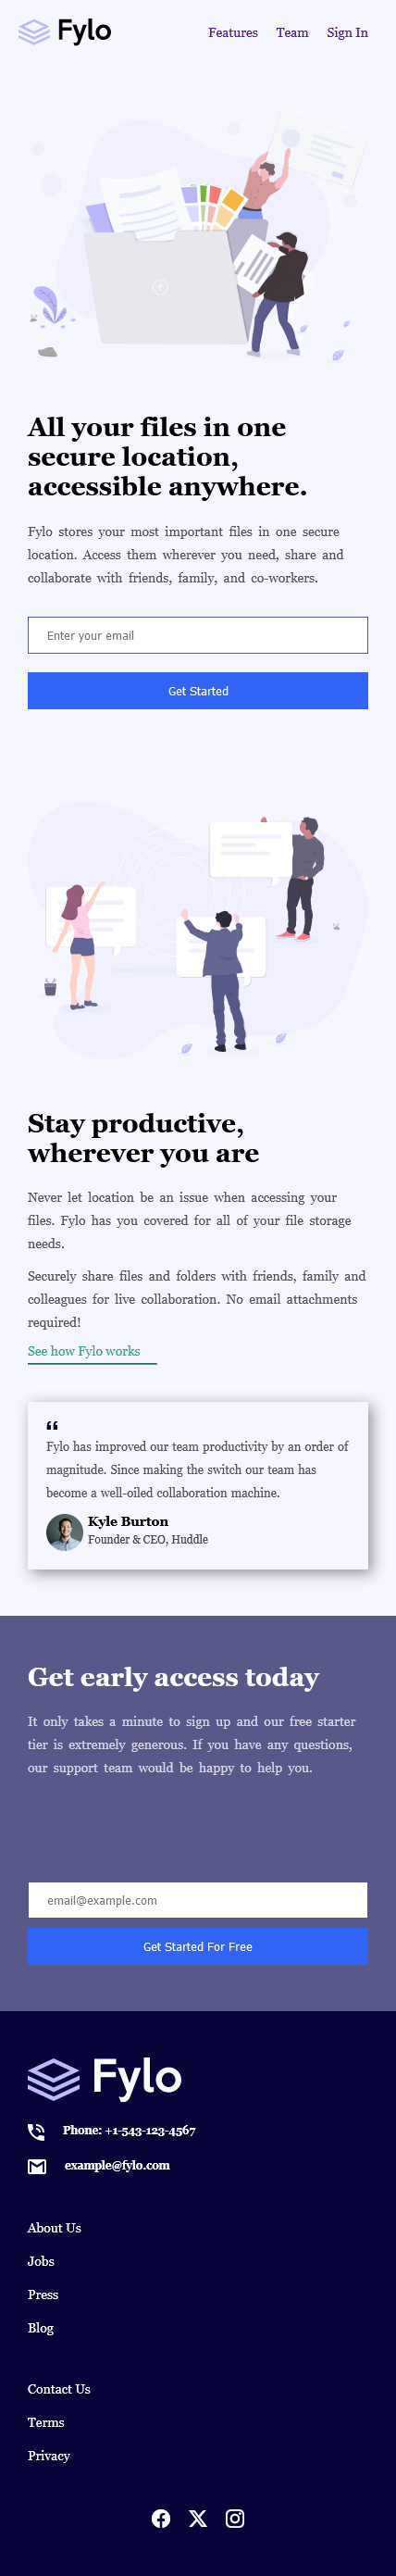 Fylo
Features Team Sign In
All your files in one
secure location,
accessible anywhere.
Fylo stores your most important files in one secure
location. Access them wherever you need, share and
collaborate with friends, family, and co-workers.
Enter your email
Get Started
Stay productive,
wherever you are
Never let location be an issue when accessing your
files. Fylo has you covered for all of your file storage
needs.
Securely share files and folders with friends, family and
colleagues for live collaboration. No email attachments
required!
See how Fylo works
“
Fylo has improved our team productivity by an order of
magnitude. Since making the switch our team has
become a well-oiled collaboration machine.
Kyle Burton
Founder & CEO, Huddle
Get early access today
It only takes a minute to sign up and our free starter
tier is extremely generous. If you have any questions,
our support team would be happy to help you.
email@example.com
Get Started For Free
Fylo
Phone: +1-543-123-4567
example@fylo.com
About Us
Jobs
Press
Blog
Contact Us
Terms
Privacy